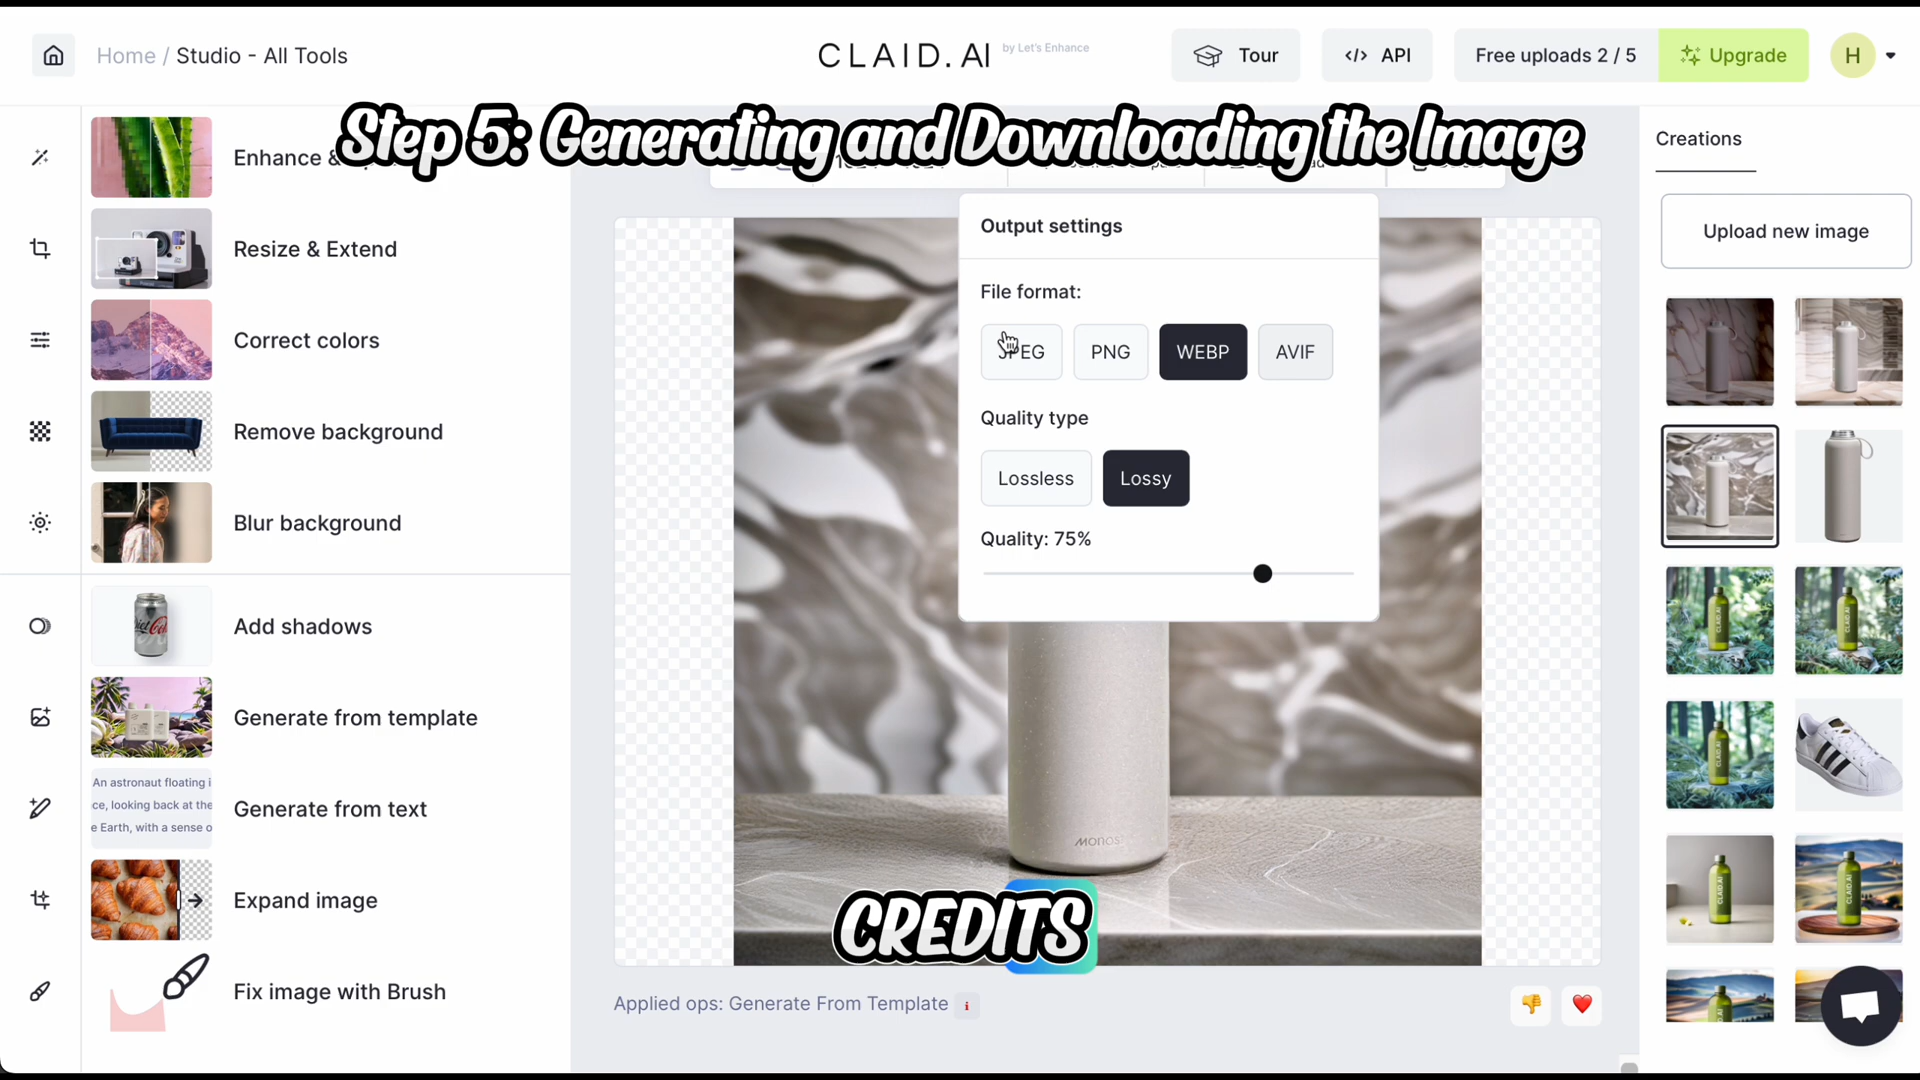 Home / Studio - All Tools
CLAID.AI by Let's Enhance
Tour
API
Free uploads 2 / 5
Upgrade
H
Step 5: Generating and Downloading the Image
Enhance &
Resize & Extend
Correct colors
Remove background
Blur background
Add shadows
Generate from template
An astronaut floating i
ce, looking back at the
e Earth, with a sense o
Generate from text
Expand image
Fix image with Brush
Output settings
File format:
JPEG
PNG
WEBP
AVIF
Quality type
Lossless
Lossy
Quality: 75%
CREDITS
Applied ops: Generate From Template
i
Creations
Upload new image